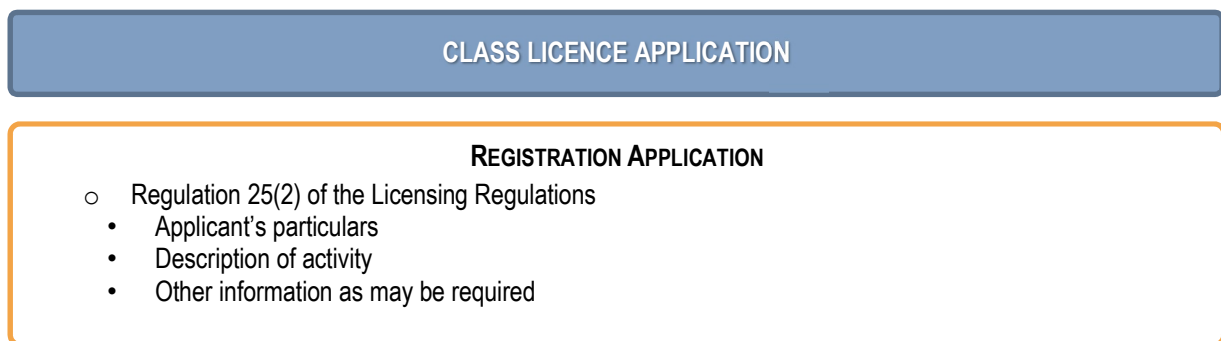 CLASS LICENCE APPLICATION
REGISTRATION APPLICATION
o Regulation 25(2) of the Licensing Regulations
• Applicant's particulars
• Description of activity
• Other information as may be required